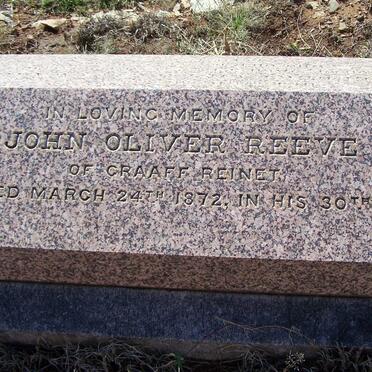 IN LOVING MEMORY OF
JOHN OLIVER REEVE
OF GRAAFF REINET
ED MARCH 24TH 1872, IN HIS 30TH